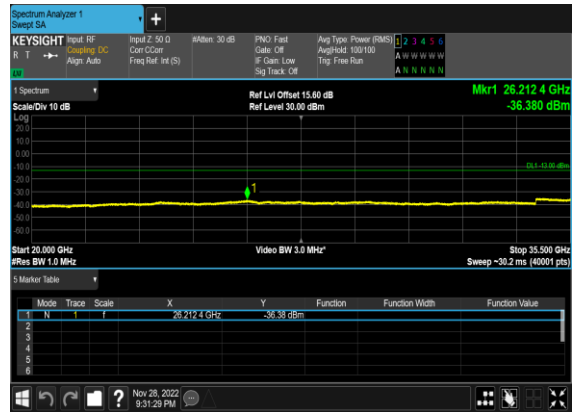 Spectrum Analyzer 1
Swept SA
KEYSIGHT Input: RF Input Z: 50 Ω #Atten: 30 dB PNO: Fast Avg Type: Power (RMS) 1 2 3 4 5 6
R T Coupling: DC Corr CCorr Gate: Off Avg|Hold: 100/100 A W W W W W
Align: Auto Freq Ref: Int (S) IF Gain: Low Trig: Free Run
Sig Track: Off A N N N N N
1 Spectrum Ref Lvl Offset 15.60 dB Mkr1 26.212 4 GHz
Scale/Div 10 dB Ref Level 30.00 dBm -36.380 dBm
Log
20.0
10.0
0.00
-10.0
DL1 -13.00 dBm
-20.0
-30.0
1
-40.0
-50.0
-60.0
Start 20.000 GHz Video BW 3.0 MHz* Stop 35.500 GHz
#Res BW 1.0 MHz Sweep ~30.2 ms (40001 pts)
5 Marker Table
Mode Trace Scale X Y Function Function Width Function Value
1 N 1 f 26.212 4 GHz -36.38 dBm
2
3
4
5
6
? Nov 28, 2022
9:31:29 PM